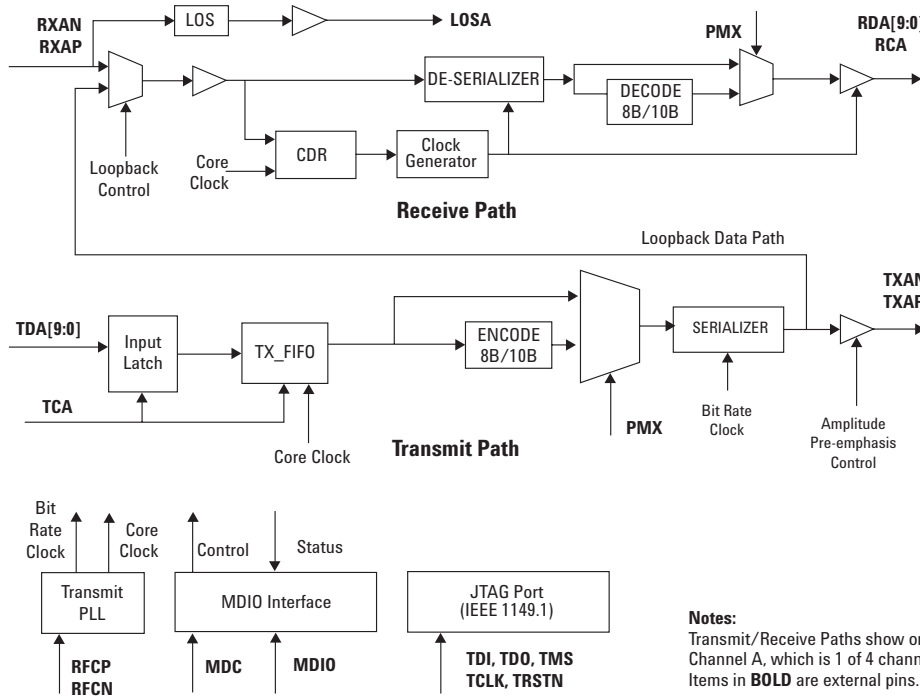 RXAN
RXAP
LOS
LOSA
PMX
RDA[9:0]
RCA
DE-SERIALIZER
DECODE
8B/10B
Loopback
Control
Core
Clock
CDR
Clock
Generator
Receive Path
Loopback Data Path
TXAN
TXAP
TDA[9:0]
Input
Latch
TX_FIFO
ENCODE
8B/10B
SERIALIZER
TCA
Core Clock
Transmit Path
PMX
Bit Rate
Clock
Amplitude
Pre-emphasis
Control
Bit
Rate
Clock
Core
Clock
Control
Status
Transmit
PLL
MDIO Interface
JTAG Port
(IEEE 1149.1)
RFCP
RFCN
MDC
MDIO
TDI, TDO, TMS
TCLK, TRSTN
Notes:
Transmit/Receive Paths show
Channel A, which is 1 of 4
Items in BOLD are external pins.